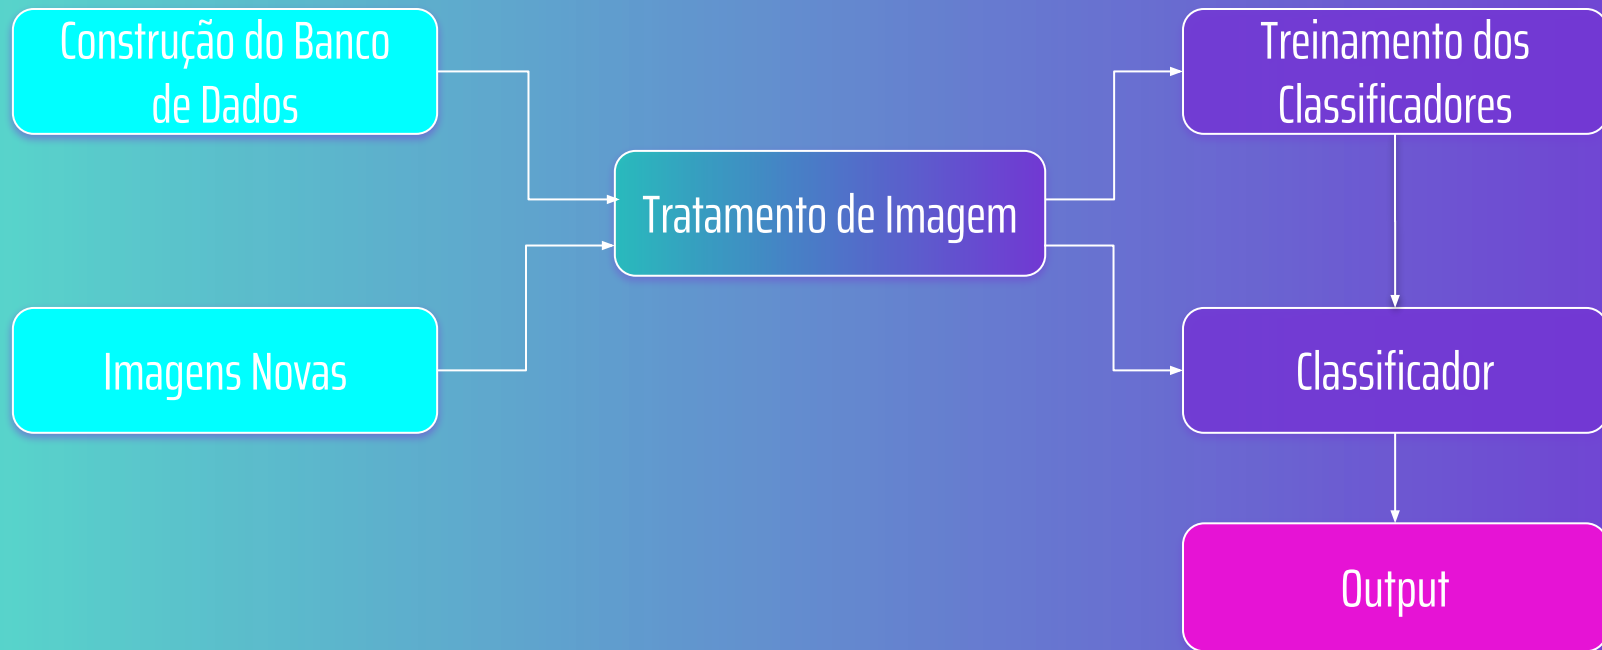 Construção do Banco
de Dados
Treinamento dos
Classificadores
Tratamento de Imagem
Imagens Novas
Classificador
Output